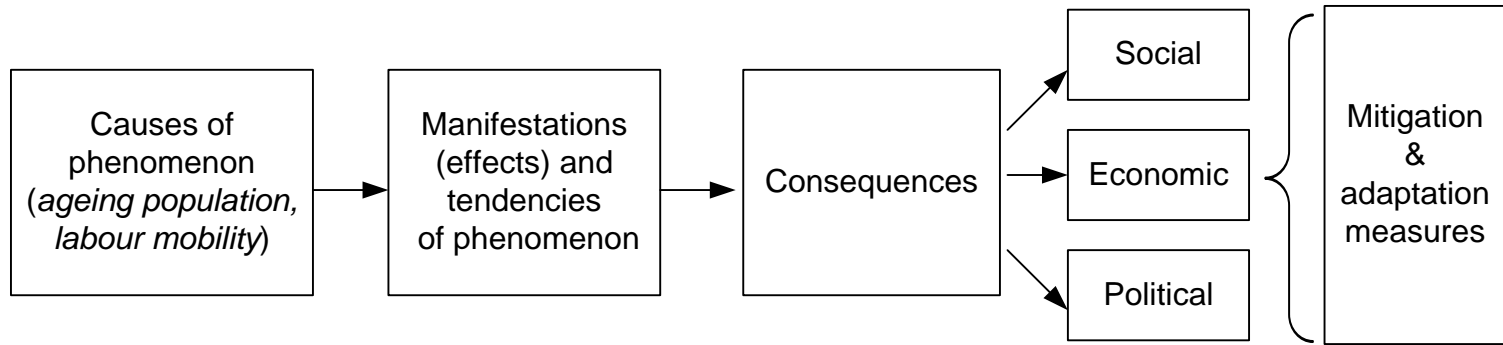 Causes of
phenomenon
(ageing population,
labour mobility)
Manifestations
(effects) and
tendencies
of phenomenon
Consequences
Social
Economic
Political
Mitigation
&
adaptation
measures